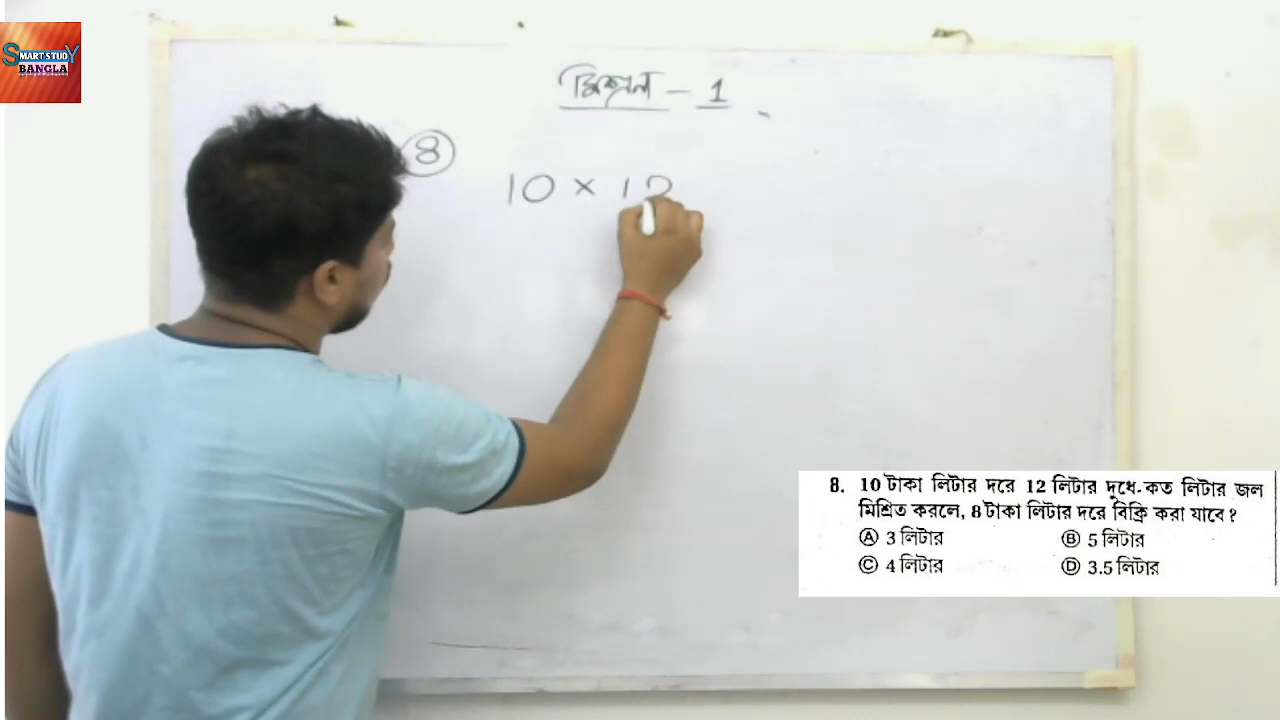 SMART STUDY
BANGLA
মিশ্রণ - 1
8
10 × 12
8. 10 টাকা লিটার দরে 12 লিটার দুধে কত লিটার জল
মিশ্রিত করলে, 8 টাকা লিটার দরে বিক্রি করা যাবে?
Ⓐ 3 লিটার Ⓑ 5 লিটার
Ⓒ 4 লিটার Ⓓ 3.5 লিটার